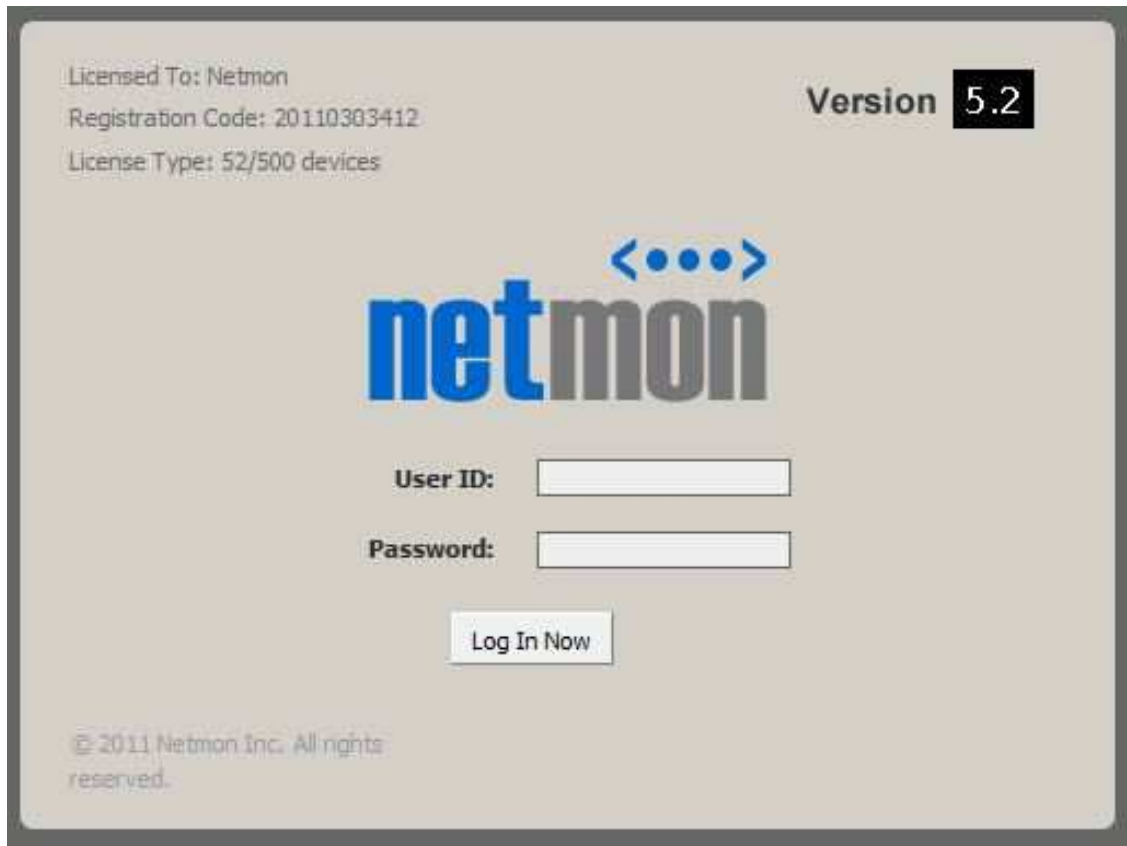 Licensed To: Netmon
Registration Code: 20110303412
License Type: 52/500 devices
Version 5.2
<•••>
netmon
User ID:
Password:
Log In Now
© 2011 Netmon Inc. All rights
reserved.